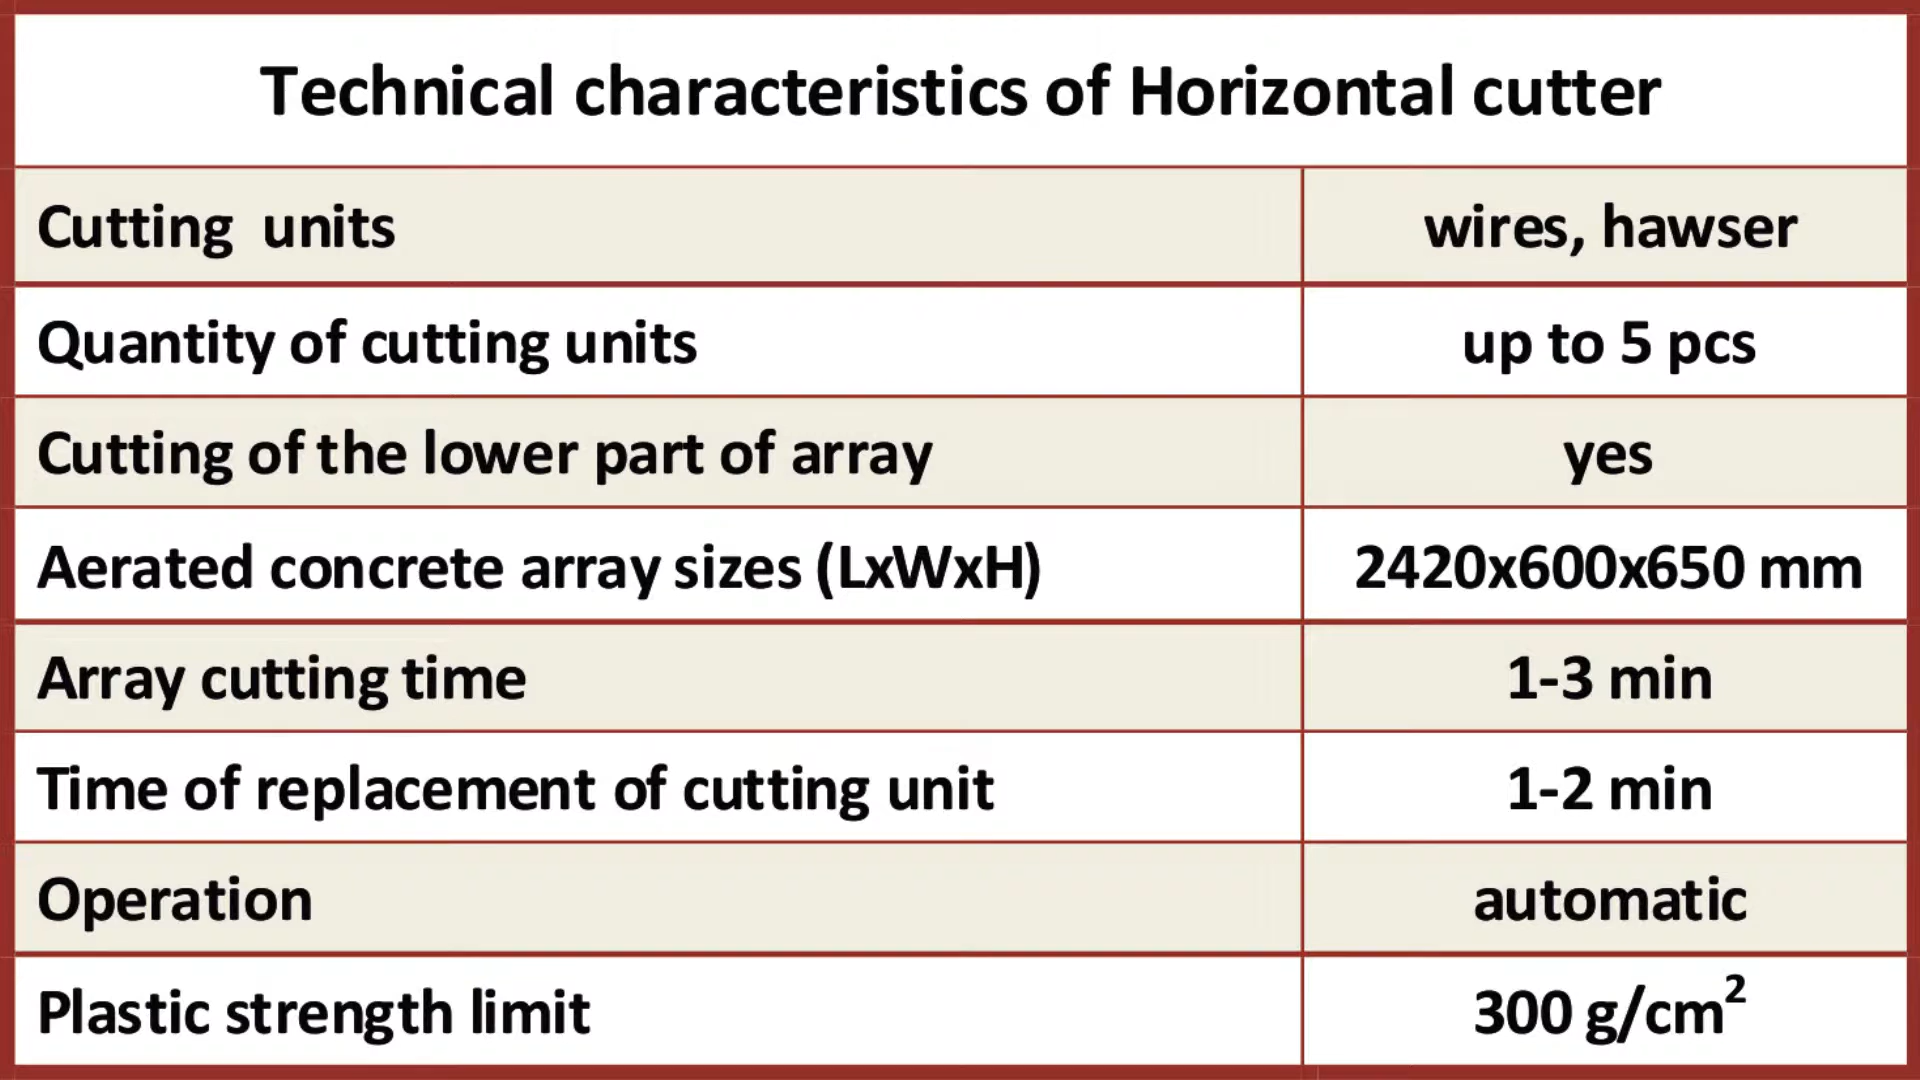 Technical characteristics of Horizontal cutter
Cutting units
wires, hawser
Quantity of cutting units
up to 5 pcs
Cutting of the lower part of array
yes
Aerated concrete array sizes (LxWxH)
2420x600x650 mm
Array cutting time
1-3 min
Time of replacement of cutting unit
1-2 min
Operation
automatic
Plastic strength limit
300 g/cm²